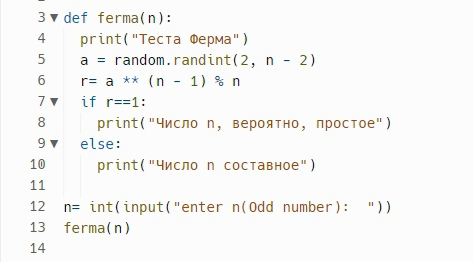 3 def ferma(n):
4 print("Теста Ферма")
5 a = random.randint(2, n - 2)
6 r= a ** (n - 1) % n
7 if r==1:
8 print("Число n, вероятно, простое")
9 else:
10 print("Число n составное")
11
12 n= int(input("enter n(Odd number):  "))
13 ferma(n)
14